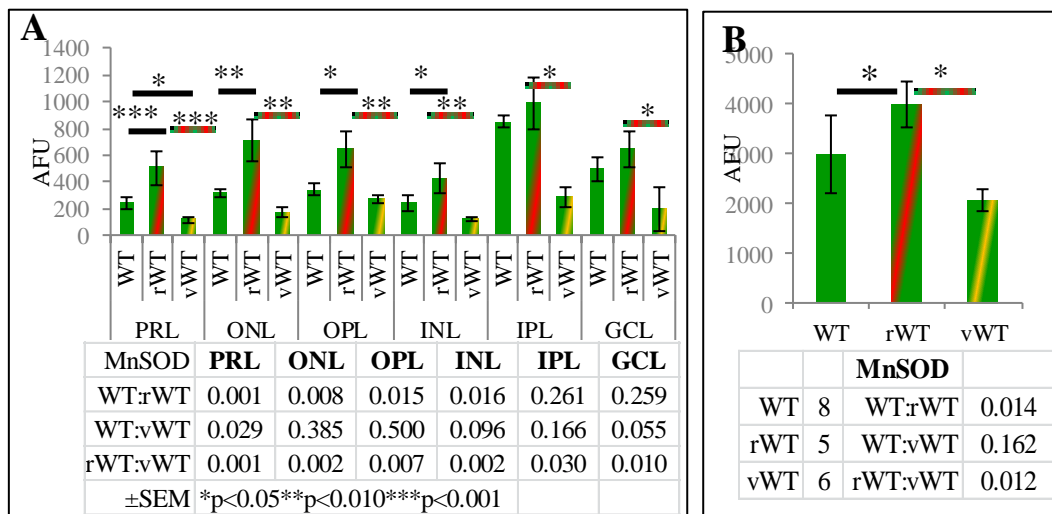 A
AFU
1400
1200
1000
800
600
400
200
0
* ** * * *
*** *** ** ** ** *
WT rWT vWT WT rWT vWT WT rWT vWT WT rWT vWT WT rWT vWT WT rWT vWT
PRL ONL OPL INL IPL GCL
MnSOD PRL ONL OPL INL IPL GCL
WT:rWT 0.001 0.008 0.015 0.016 0.261 0.259
WT:vWT 0.029 0.385 0.500 0.096 0.166 0.055
rWT:vWT 0.001 0.002 0.007 0.002 0.030 0.010
±SEM *p<0.05**p<0.010***p<0.001
B
AFU
5000
4000
3000
2000
1000
0
* *
WT rWT vWT
MnSOD
WT 8 WT:rWT 0.014
rWT 5 WT:vWT 0.162
vWT 6 rWT:vWT 0.012